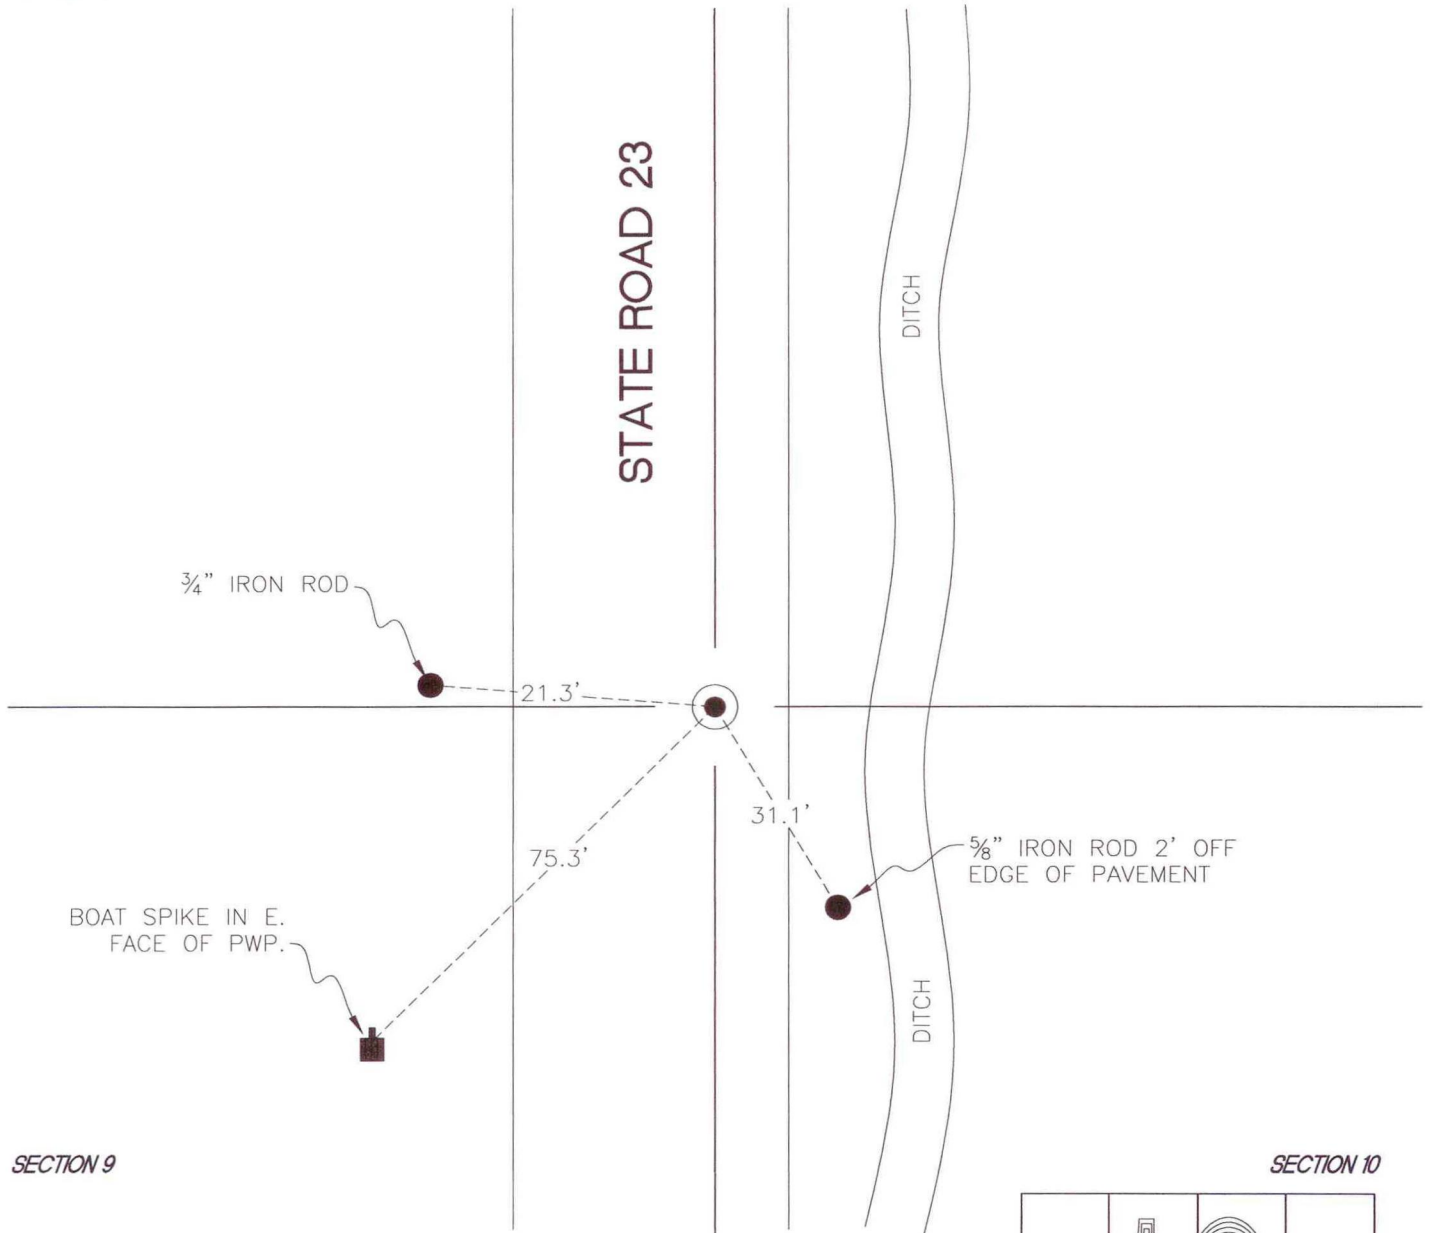 STATE ROAD 23
DITCH
¾” IRON ROD
21.3’
31.1’
75.3’
⅝” IRON ROD 2’ OFF
EDGE OF PAVEMENT
BOAT SPIKE IN E.
FACE OF PWP.
DITCH
SECTION 9
SECTION 10